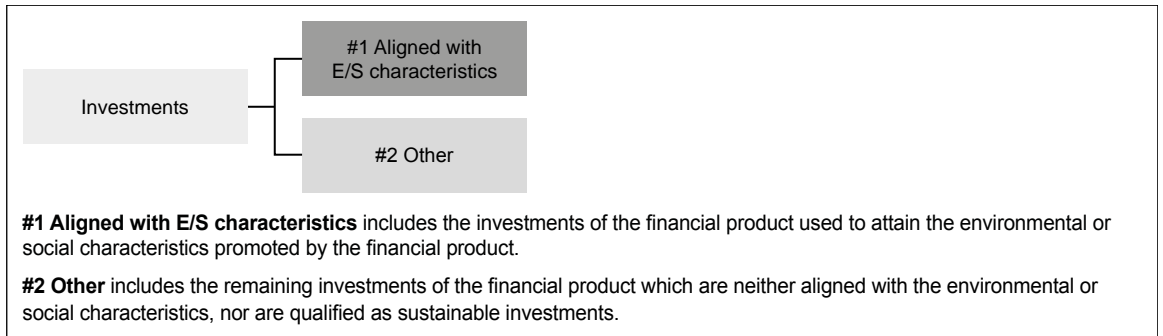 #1 Aligned with
E/S characteristics
Investments
#2 Other
#1 Aligned with E/S characteristics includes the investments of the financial product used to attain the environmental or
social characteristics promoted by the financial product.
#2 Other includes the remaining investments of the financial product which are neither aligned with the environmental or
social characteristics, nor are qualified as sustainable investments.